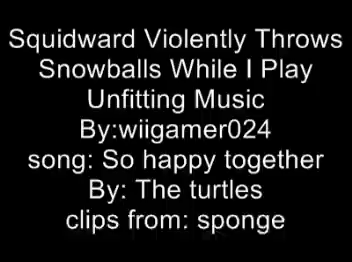 Squidward Violently Throws
Snowballs While I Play
Unfitting Music
By:wiigamer024
song: So happy together
By: The turtles
clips from: sponge